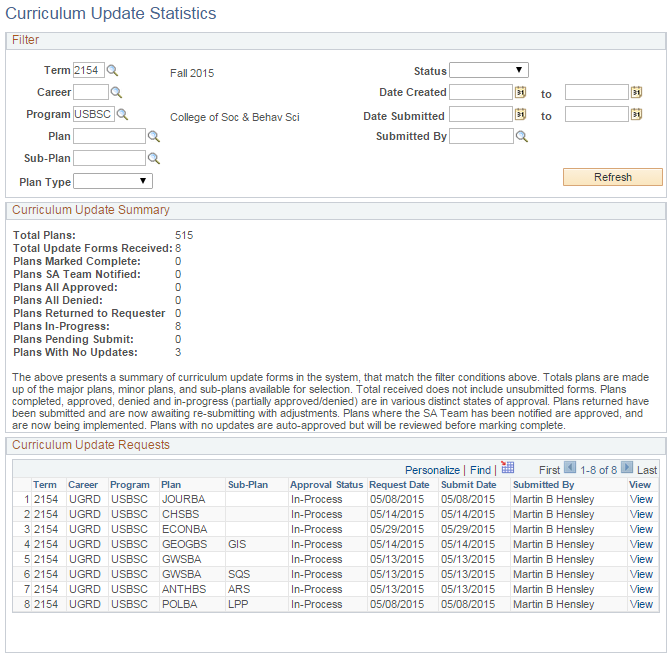 Curriculum Update Statistics
Filter
Term 2154 Fall 2015 Status
Career Date Created 31 to 31
Program USBSC College of Soc & Behav Sci Date Submitted 31 to 31
Plan Submitted By
Sub-Plan
Plan Type Refresh
Curriculum Update Summary
Total Plans: 515
Total Update Forms Received: 8
Plans Marked Complete: 0
Plans SA Team Notified: 0
Plans All Approved: 0
Plans All Denied: 0
Plans Returned to Requester 0
Plans In-Progress: 8
Plans Pending Submit: 0
Plans With No Updates: 3
The above presents a summary of curriculum update forms in the system, that match the filter conditions above. Totals plans are made
up of the major plans, minor plans, and sub-plans available for selection. Total received does not include unsubmitted forms. Plans
completed, approved, denied and in-progress (partially approved/denied) are in various distinct states of approval. Plans returned have
been submitted and are now awaiting re-submitting with adjustments. Plans where the SA Team has been notified are approved, and
are now being implemented. Plans with no updates are auto-approved but will be reviewed before marking complete.
Curriculum Update Requests
Personalize | Find | First 1-8 of 8 Last
Term Career Program Plan Sub-Plan Approval Status Request Date Submit Date Submitted By View
1 2154 UGRD USBSC JOURBA In-Process 05/08/2015 05/08/2015 Martin B Hensley View
2 2154 UGRD USBSC CHSBS In-Process 05/14/2015 05/14/2015 Martin B Hensley View
3 2154 UGRD USBSC ECONBA In-Process 05/29/2015 05/29/2015 Martin B Hensley View
4 2154 UGRD USBSC GEOGBS GIS In-Process 05/14/2015 05/14/2015 Martin B Hensley View
5 2154 UGRD USBSC GWSBA In-Process 05/13/2015 05/13/2015 Martin B Hensley View
6 2154 UGRD USBSC GWSBA SQS In-Process 05/13/2015 05/13/2015 Martin B Hensley View
7 2154 UGRD USBSC ANTHBS ARS In-Process 05/13/2015 05/13/2015 Martin B Hensley View
8 2154 UGRD USBSC POLBA LPP In-Process 05/08/2015 05/08/2015 Martin B Hensley View